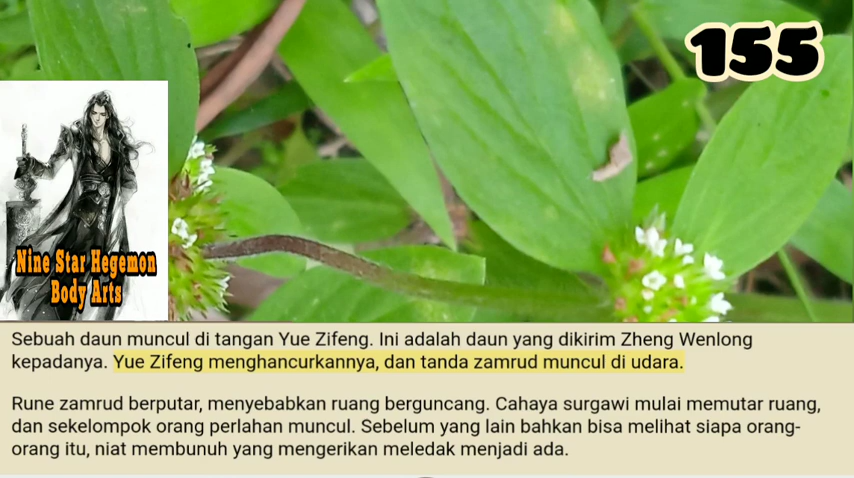 155
Nine Star Hegemon
Body Arts
Sebuah daun muncul di tangan Yue Zifeng. Ini adalah daun yang dikirim Zheng Wenlong
kepadanya. Yue Zifeng menghancurkannya, dan tanda zamrud muncul di udara.
Rune zamrud berputar, menyebabkan ruang berguncang. Cahaya surgawi mulai memutar ruang,
dan sekelompok orang perlahan muncul. Sebelum yang lain bahkan bisa melihat siapa orang-
orang itu, niat membunuh yang mengerikan meledak menjadi ada.